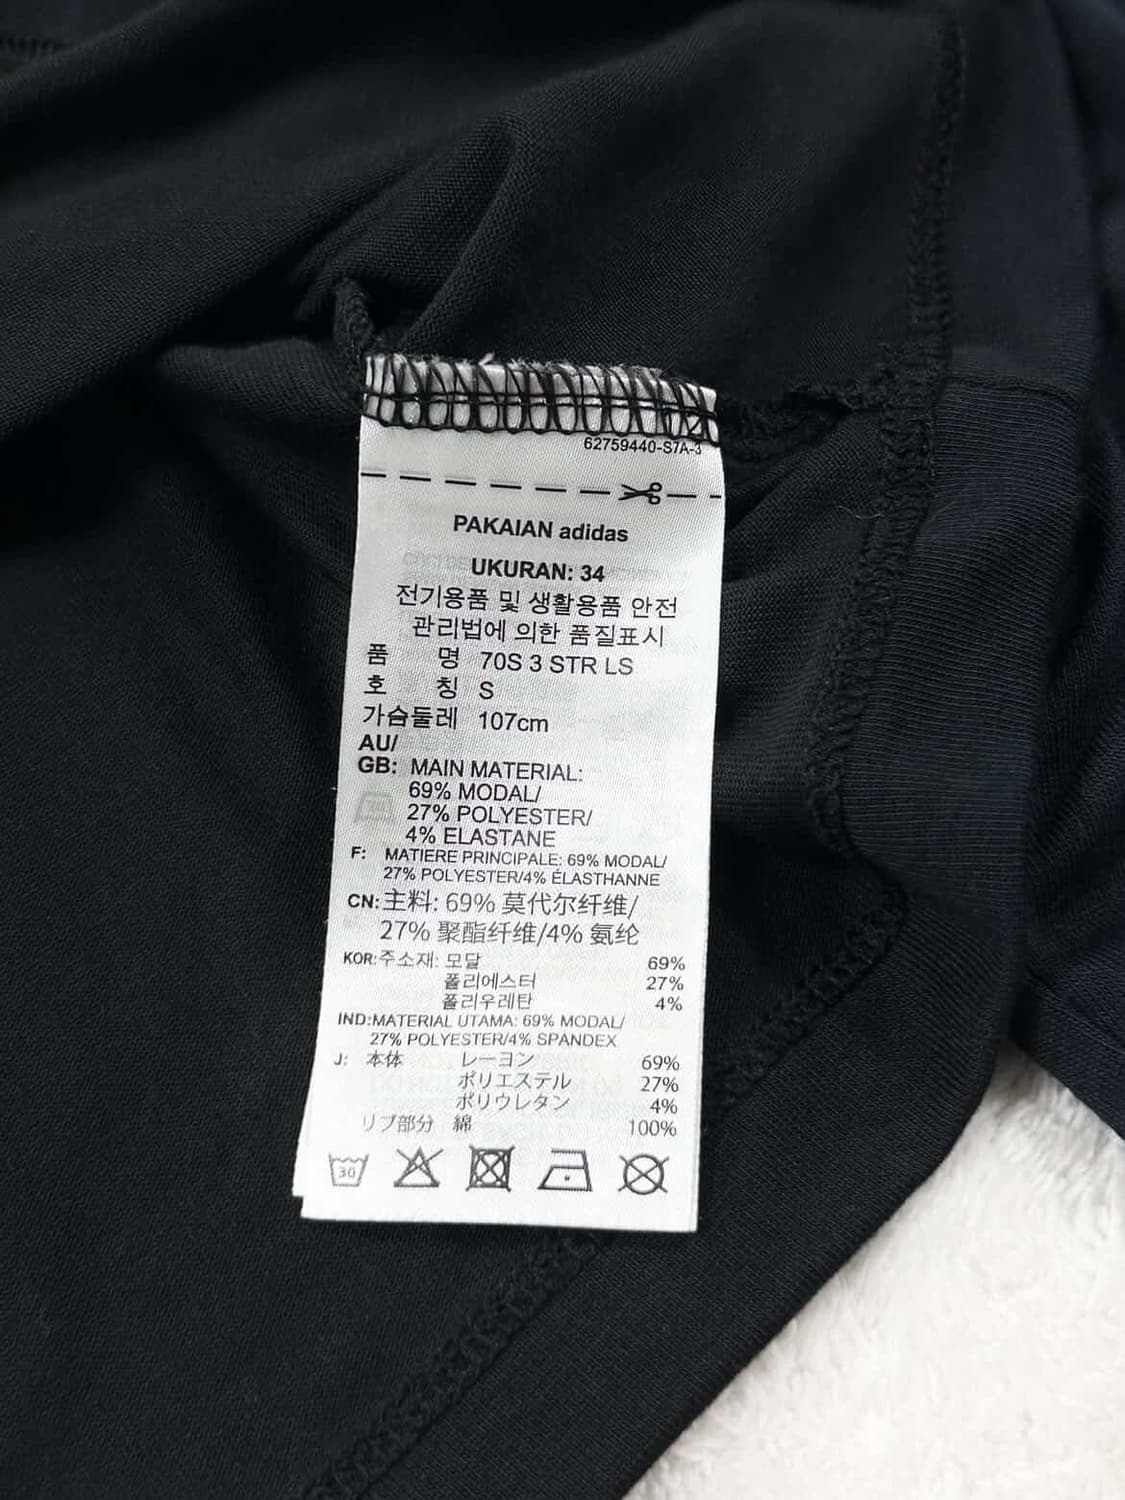 62759440-S7A-3
PAKAIAN adidas
UKURAN: 34
전기용품 및 생활용품 안전
관리법에 의한 품질표시
품 명 70S 3 STR LS
호 칭 S
가슴둘레 107cm
AU/
GB: MAIN MATERIAL:
69% MODAL/
27% POLYESTER/
4% ELASTANE
F: MATIERE PRINCIPALE: 69% MODAL/
27% POLYESTER/4% ÉLASTHANNE
CN: 主料: 69% 莫代尔纤维/
27% 聚酯纤维/4% 氨纶
KOR: 주소재: 모달 69%
폴리에스터 27%
폴리우레탄 4%
IND:MATERIAL UTAMA: 69% MODAL/
27% POLYESTER/4% SPANDEX
J: 本体 レーヨン 69%
ポリエステル 27%
ポリウレタン 4%
リブ部分 綿 100%
30